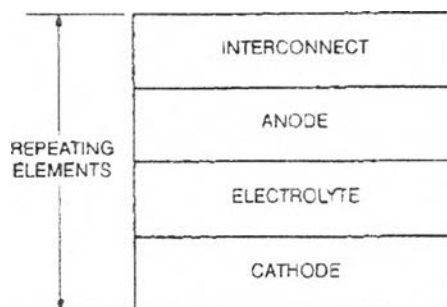 INTERCONNECT
ANODE
REPEATING
ELEMENTS
ELECTROLYTE
CATHODE